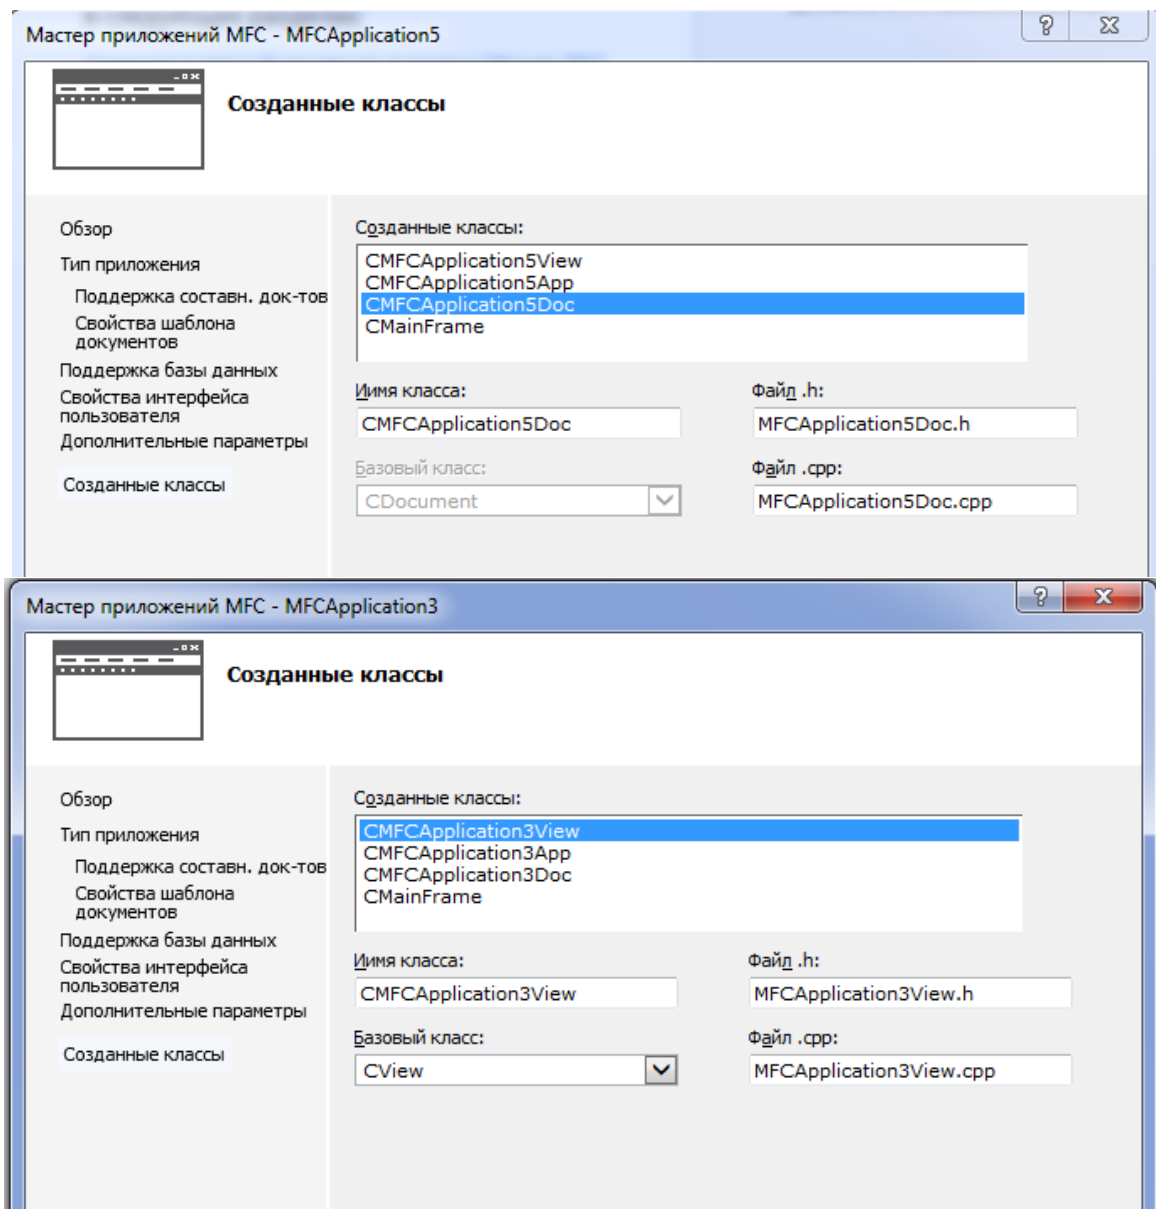 Мастер приложений MFC - MFCApplication5
Созданные классы
Обзор
Тип приложения
Поддержка составн. док-тов
Свойства шаблона
документов
Поддержка базы данных
Свойства интерфейса
пользователя
Дополнительные параметры
Созданные классы
Созданные классы:
CMFCApplication5View
CMFCApplication5App
CMFCApplication5Doc
CMainFrame
Иимя класса:
CMFCApplication5Doc
Файл .h:
MFCApplication5Doc.h
Базовый класс:
CDocument
Файл .cpp:
MFCApplication5Doc.cpp
Мастер приложений MFC - MFCApplication3
Созданные классы
Обзор
Тип приложения
Поддержка составн. док-тов
Свойства шаблона
документов
Поддержка базы данных
Свойства интерфейса
пользователя
Дополнительные параметры
Созданные классы
Созданные классы:
CMFCApplication3View
CMFCApplication3App
CMFCApplication3Doc
CMainFrame
Иимя класса:
CMFCApplication3View
Файл .h:
MFCApplication3View.h
Базовый класс:
CView
Файл .cpp:
MFCApplication3View.cpp